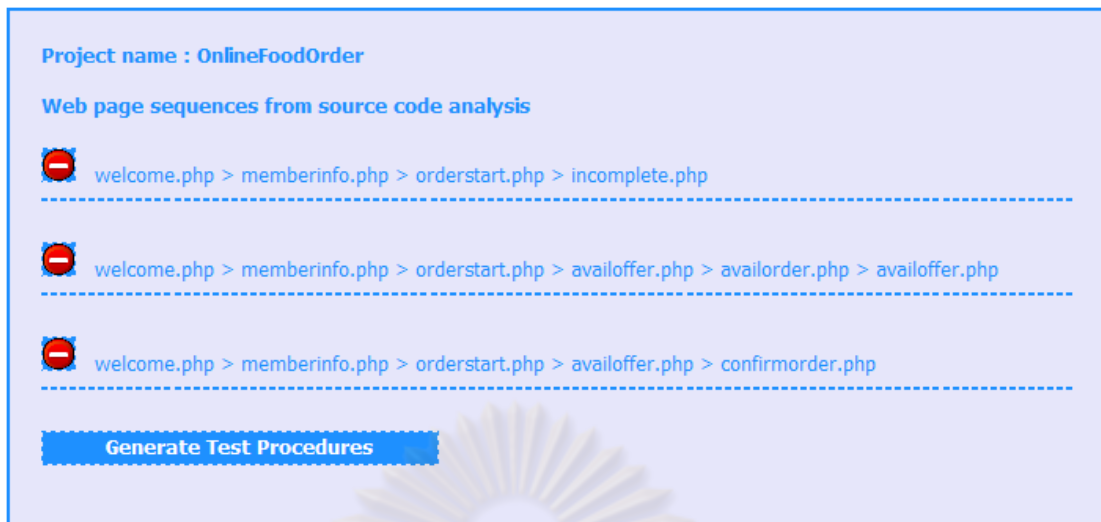 Project name : OnlineFoodOrder
Web page sequences from source code analysis
welcome.php > memberinfo.php > orderstart.php > incomplete.php
welcome.php > memberinfo.php > orderstart.php > availoffer.php > availorder.php > availoffer.php
welcome.php > memberinfo.php > orderstart.php > availoffer.php > confirmorder.php
Generate Test Procedures